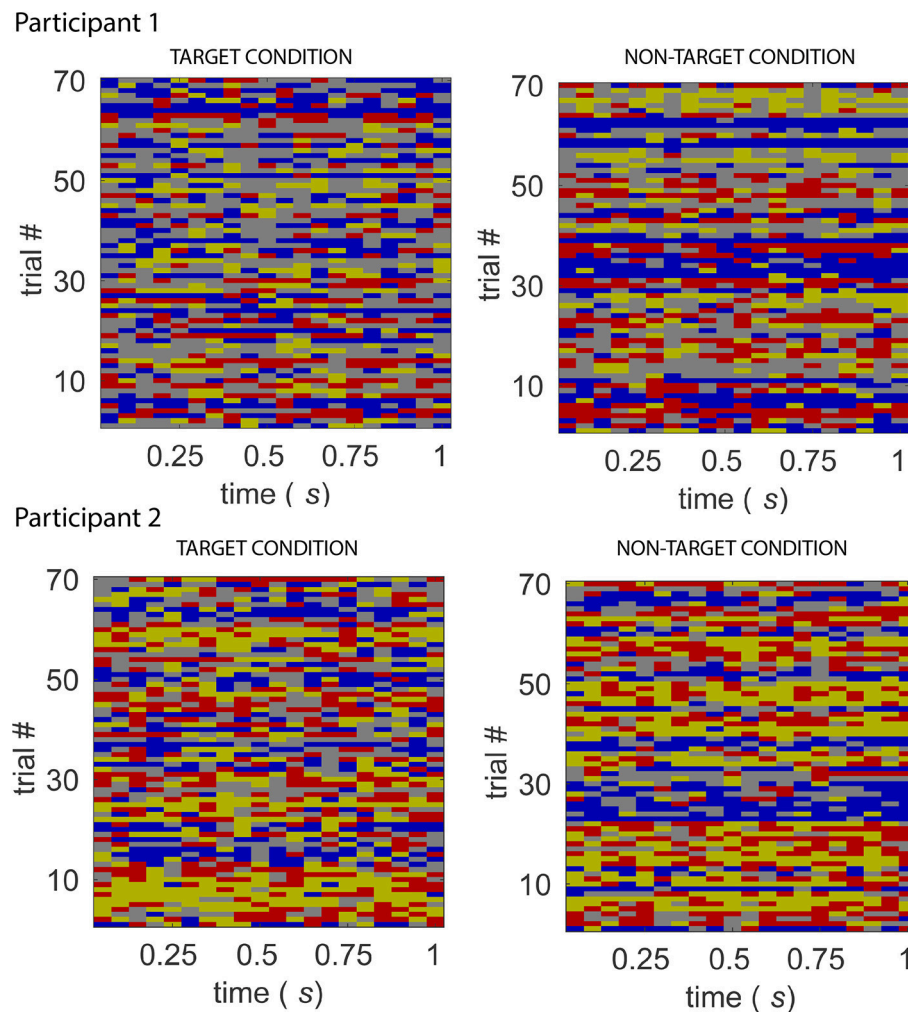 Participant 1
TARGET CONDITION
NON-TARGET CONDITION
70
50
30
10
trial #
0.25 0.5 0.75 1
time ( s)
70
50
30
10
trial #
0.25 0.5 0.75 1
time ( s)
Participant 2
TARGET CONDITION
NON-TARGET CONDITION
70
50
30
10
trial #
0.25 0.5 0.75 1
time ( s)
70
50
30
10
trial #
0.25 0.5 0.75 1
time ( s)